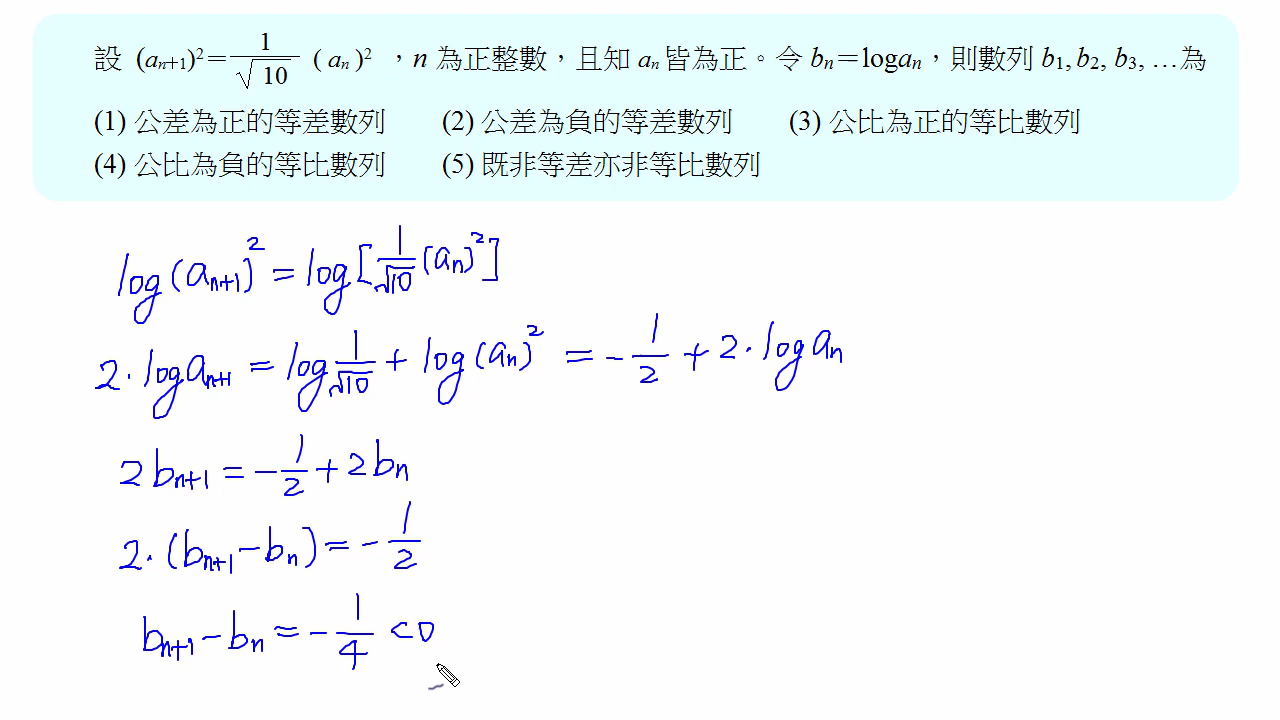 設 (aₙ₊₁)²=1/√10 (aₙ)²，n 為正整數，且知 aₙ 皆為正。令 bₙ=logaₙ，則數列 b₁, b₂, b₃, …為
(1) 公差為正的等差數列 (2) 公差為負的等差數列 (3) 公比為正的等比數列
(4) 公比為負的等比數列 (5) 既非等差亦非等比數列
log(aₙ₊₁)² = log[1/√10 (aₙ)²]
2·logaₙ₊₁ = log 1/√10 + log(aₙ)² = -1/2 + 2·logaₙ
2bₙ₊₁ = -1/2 + 2bₙ
2·(bₙ₊₁-bₙ) = -1/2
bₙ₊₁-bₙ = -1/4 <0